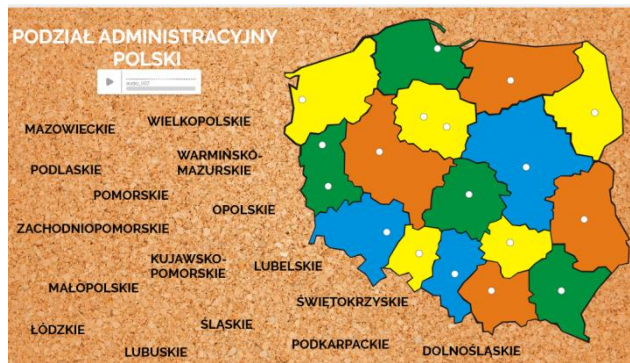 PODZIAŁ ADMINISTRACYJNY
POLSKI
MAZOWIECKIE
WIELKOPOLSKIE
PODLASKIE
WARMIŃSKO-
MAZURSKIE
POMORSKIE
OPOLSKIE
ZACHODNIOPOMORSKIE
KUJAWSKO-
POMORSKIE
LUBELSKIE
MAŁOPOLSKIE
ŚWIĘTOKRZYSKIE
ŁÓDZKIE
ŚLĄSKIE
LUBUSKIE
PODKARPACKIE
DOLNOŚLĄSKIE